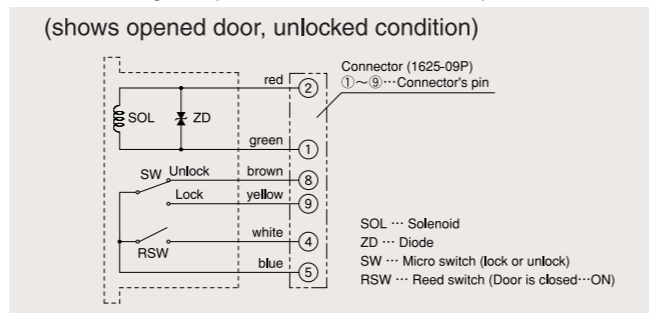 (shows opened door, unlocked condition)
Connector (1625-09P)
①～⑨⋯Connector's pin
red
②
SOL
ZD
green
①
SW
Unlock
brown
⑧
Lock
yellow
⑨
white
④
RSW
blue
⑤
SOL ⋯ Solenoid
ZD ⋯ Diode
SW ⋯ Micro switch (lock or unlock)
RSW ⋯ Reed switch (Door is closed⋯ON)